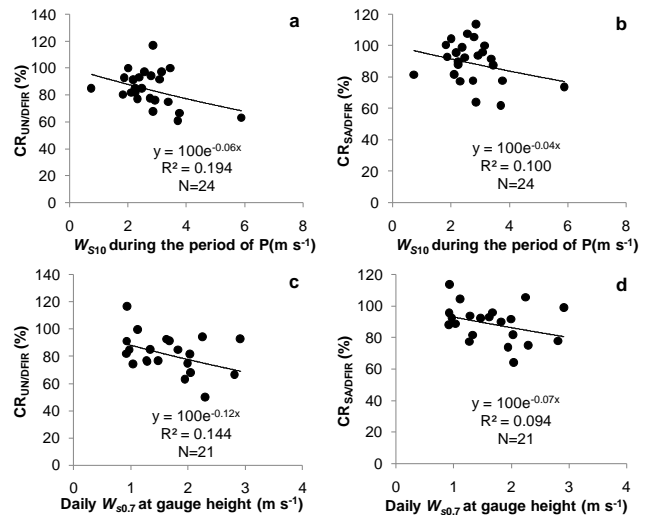 a
CR_UN/DFIR (%)
140
120
100
80
60
40
20
0
y = 100e^-0.06x
R² = 0.194
N=24
0 2 4 6 8
W_S10 during the period of P(m s⁻¹)
b
CR_SA/DFIR (%)
120
100
80
60
40
20
0
y = 100e^-0.04x
R² = 0.100
N=24
0 2 4 6 8
W_S10 during the period of P(m s⁻¹)
c
CR_UN/DFIR (%)
140
120
100
80
60
40
20
0
y = 100e^-0.12x
R² = 0.144
N=21
0 1 2 3 4
Daily W_s0.7 at gauge height (m s⁻¹)
d
CR_SA/DFIR (%)
120
100
80
60
40
20
0
y = 100e^-0.07x
R² = 0.094
N=21
0 1 2 3 4
Daily W_s0.7 at gauge height (m s⁻¹)